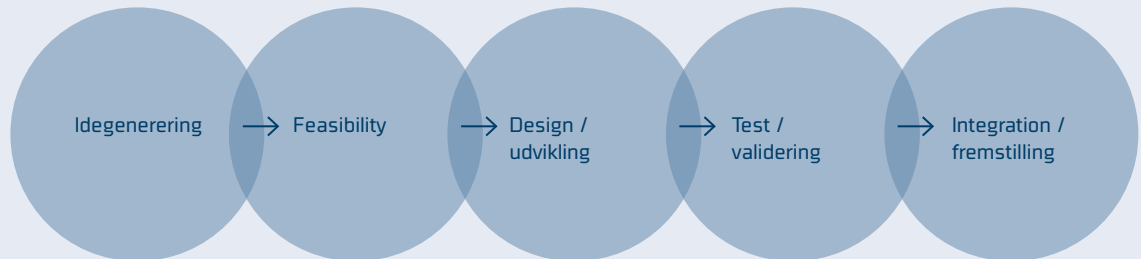 Idegenerering
Feasibility
Design /
udvikling
Test /
validering
Integration /
fremstilling